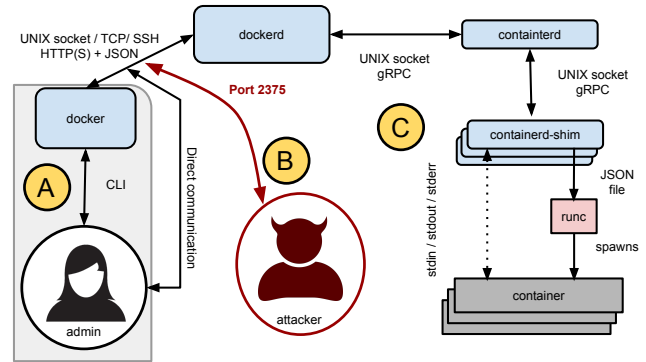 UNIX socket / TCP/ SSH
HTTP(S) + JSON
dockerd
containterd
UNIX socket
gRPC
UNIX socket
gRPC
Port 2375
docker
containerd-shim
A
B
C
CLI
Direct communication
stdin / stdout / stderr
JSON
file
runc
spawns
container
admin
attacker